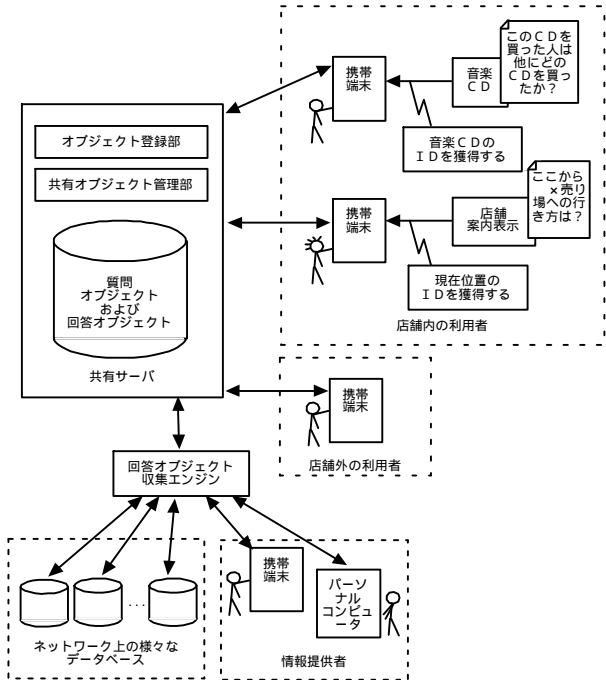 このＣＤを
買った人は
他にどの
ＣＤを買っ
たか？
音楽
ＣＤ
携帯
端末
音楽ＣＤの
ＩＤを獲得する
ここから
×売り
場への行
き方は？
店舗
案内表示
携帯
端末
現在位置の
ＩＤを獲得する
店舗内の利用者
オブジェクト登録部
共有オブジェクト管理部
質問
オブジェクト
および
回答オブジェクト
共有サーバ
携帯
端末
店舗外の利用者
回答オブジェクト
収集エンジン
...
ネットワーク上の様々な
データベース
携帯
端末
パーソ
ナル
コンピュ
ータ
情報提供者